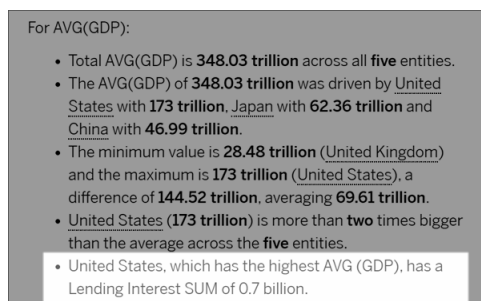 For AVG(GDP):
• Total AVG(GDP) is 348.03 trillion across all five entities.
• The AVG(GDP) of 348.03 trillion was driven by United
States with 173 trillion, Japan with 62.36 trillion and
China with 46.99 trillion.
• The minimum value is 28.48 trillion (United Kingdom)
and the maximum is 173 trillion (United States), a
difference of 144.52 trillion, averaging 69.61 trillion.
• United States (173 trillion) is more than two times bigger
than the average across the five entities.
• United States, which has the highest AVG (GDP), has a
Lending Interest SUM of 0.7 billion.